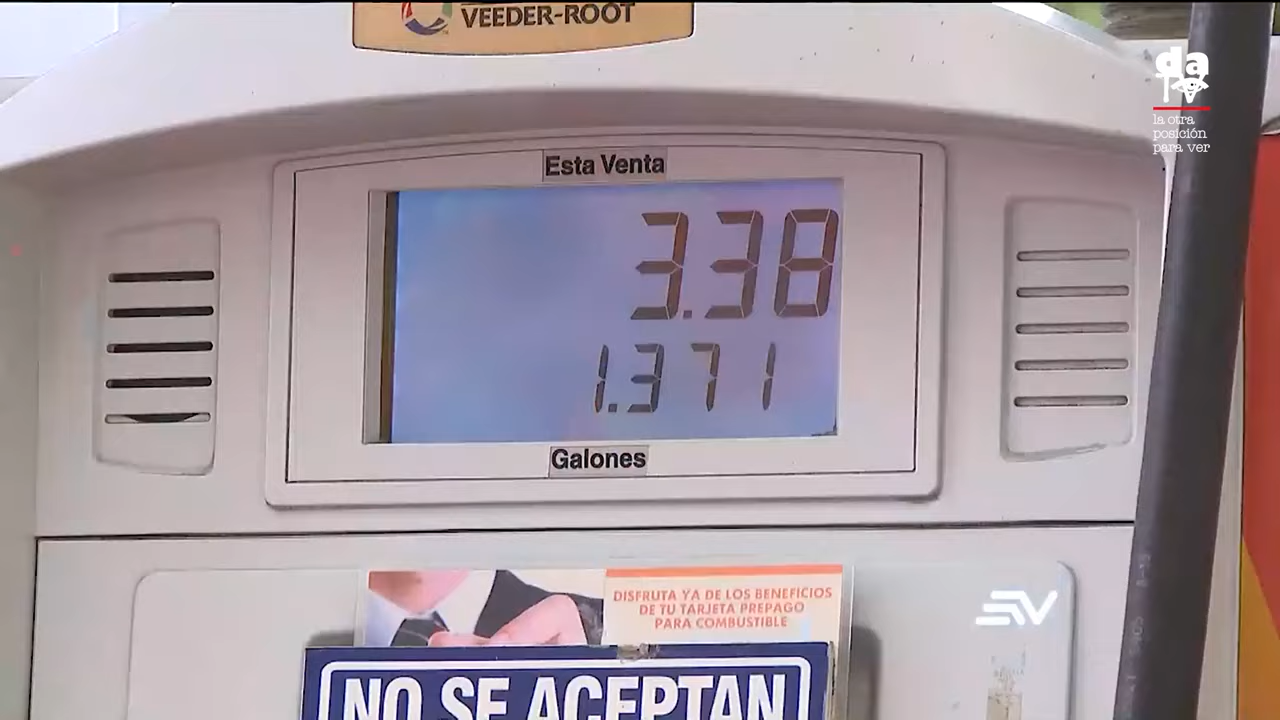 VEEDER-ROOT
da
tv
la otra
posición
para ver
Esta Venta
3.38
1.371
Galones
DISFRUTA YA DE LOS BENEFICIOS
DE TU TARJETA PREPAGO
PARA COMBUSTIBLE
NO SE ACEPTAN